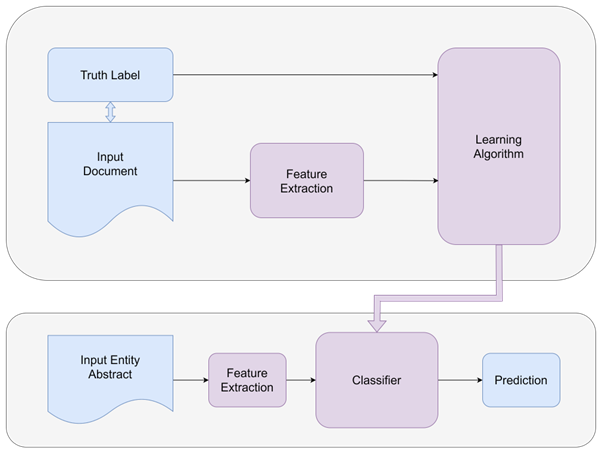 Truth Label
Input
Document
Feature
Extraction
Learning
Algorithm
Input Entity
Abstract
Feature
Extraction
Classifier
Prediction